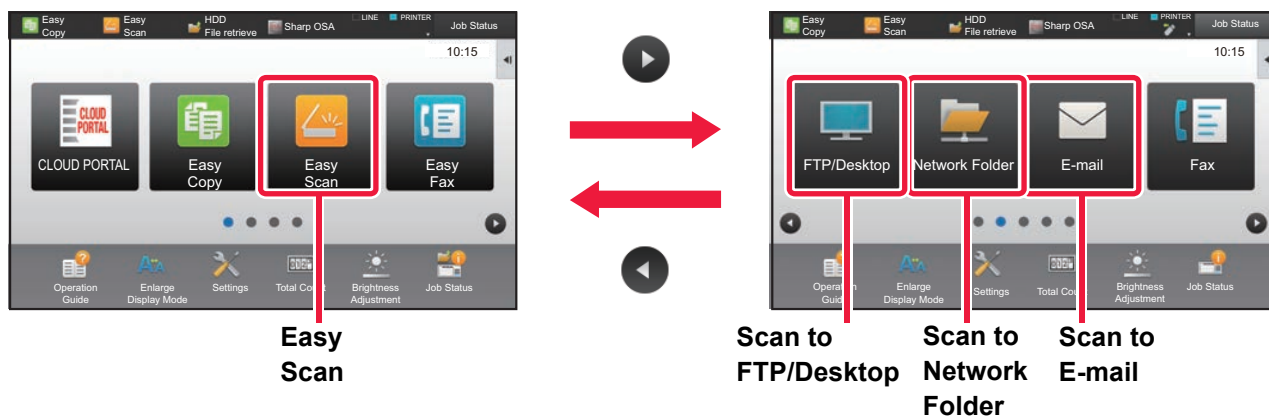 Easy Copy
Easy Scan
HDD File retrieve
Sharp OSA
LINE
PRINTER
Job Status
10:15
CLOUD PORTAL
CLOUD PORTAL
Easy Copy
Easy Scan
Easy Fax
Operation Guide
Enlarge Display Mode
Settings
Total Count
Brightness Adjustment
Job Status
Easy
Scan
Easy Copy
Easy Scan
HDD File retrieve
Sharp OSA
LINE
PRINTER
Job Status
10:15
FTP/Desktop
Network Folder
E-mail
Fax
Operation Guide
Enlarge Display Mode
Settings
Total Count
Brightness Adjustment
Job Status
Scan to
FTP/Desktop
Scan to
Network
Folder
Scan to
E-mail